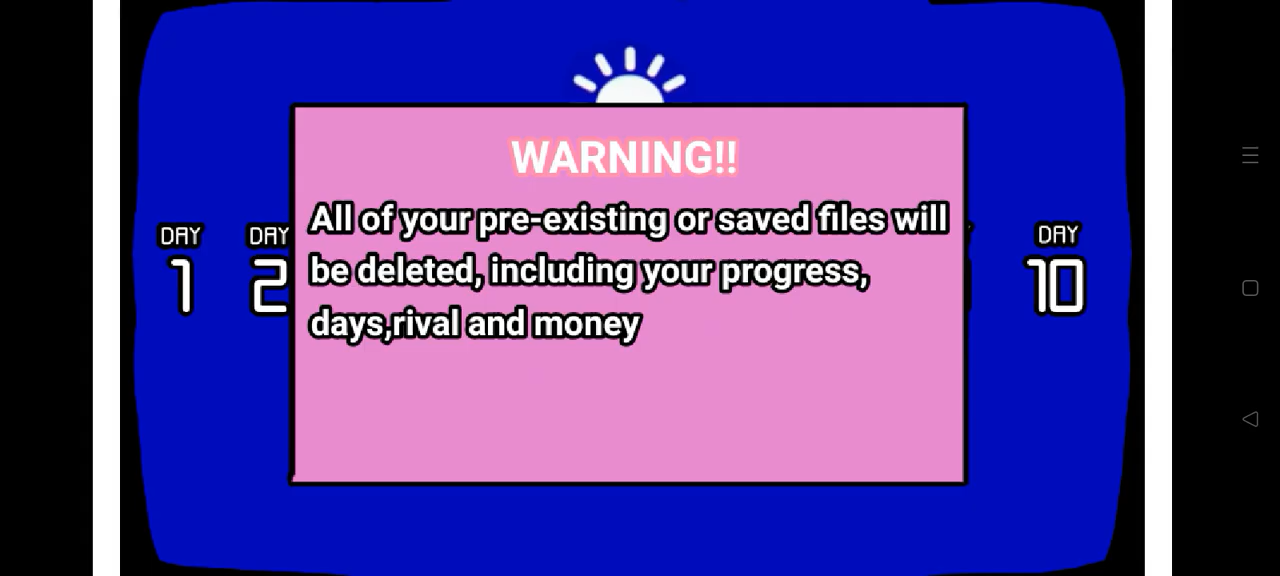 WARNING!!
All of your pre-existing or saved files will
be deleted, including your progress,
days,rival and money
DAY
1
DAY
2
DAY
10